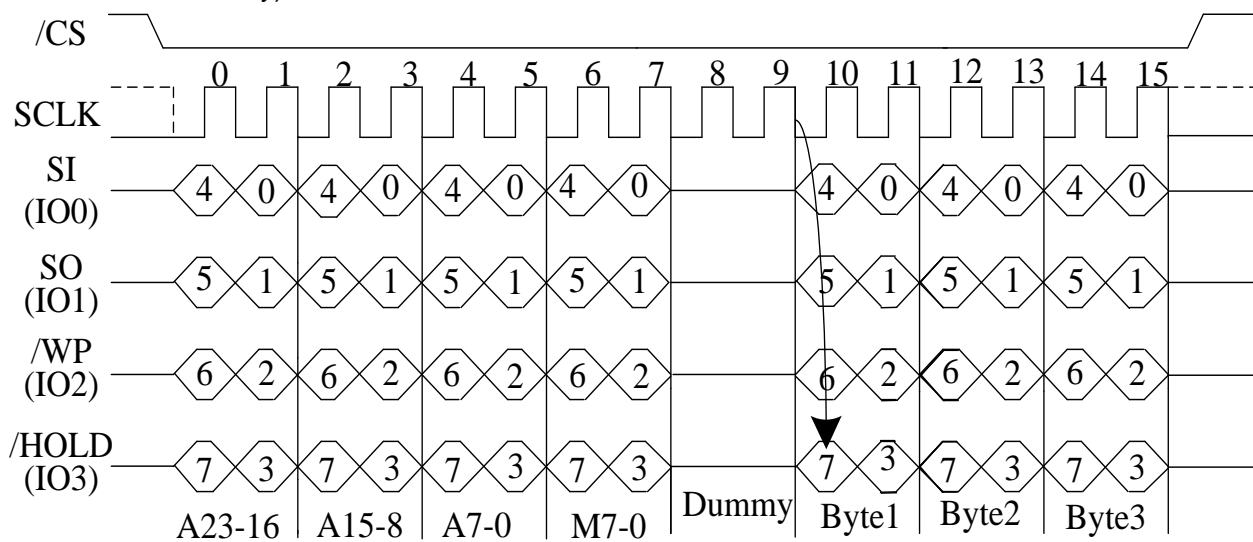 /CS
0 1 2 3 4 5 6 7 8 9 10 11 12 13 14 15
SCLK
SI
(IO0)
4 0 4 0 4 0 4 0 4 0 4 0 4 0
SO
(IO1)
5 1 5 1 5 1 5 1 5 1 5 1 5 1
/WP
(IO2)
6 2 6 2 6 2 6 2 6 2 6 2 6 2
/HOLD
(IO3)
7 3 7 3 7 3 7 3 7 3 7 3 7 3
A23-16 A15-8 A7-0 M7-0 Dummy Byte1 Byte2 Byte3